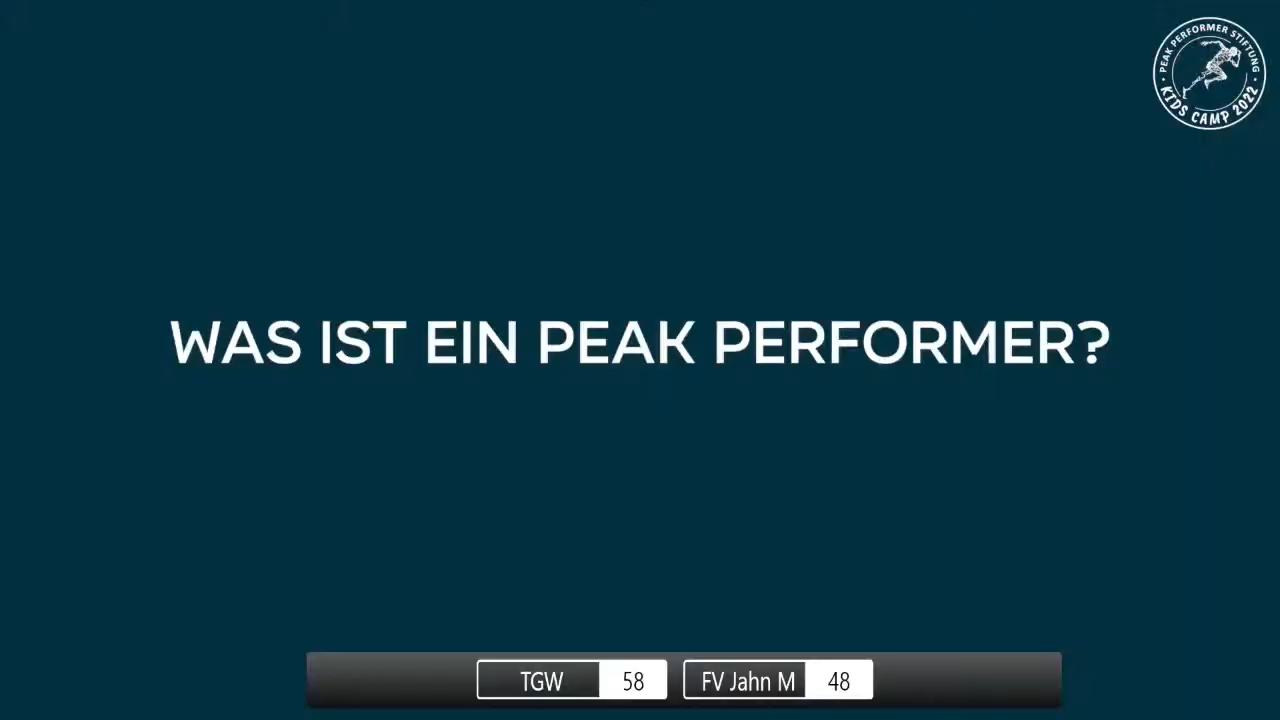 PEAK PERFORMER STIFTUNG
KIDS CAMP 2022
WAS IST EIN PEAK PERFORMER?
TGW 58 FV Jahn M 48